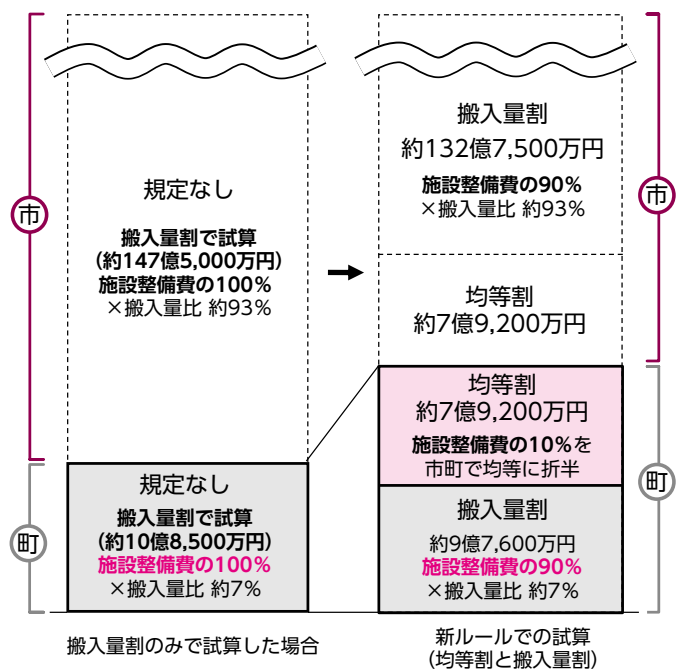 市
町
規定なし
搬入量割で試算
(約147億5,000万円)
施設整備費の100%
×搬入量比 約93%
規定なし
搬入量割で試算
(約10億8,500万円)
施設整備費の100%
×搬入量比 約7%
搬入量割のみで試算した場合
搬入量割
約132億7,500万円
施設整備費の90%
×搬入量比 約93%
均等割
約7億9,200万円
均等割
約7億9,200万円
施設整備費の10%を
市町で均等に折半
搬入量割
約9億7,600万円
施設整備費の90%
×搬入量比 約7%
新ルールでの試算
(均等割と搬入量割)
市
町